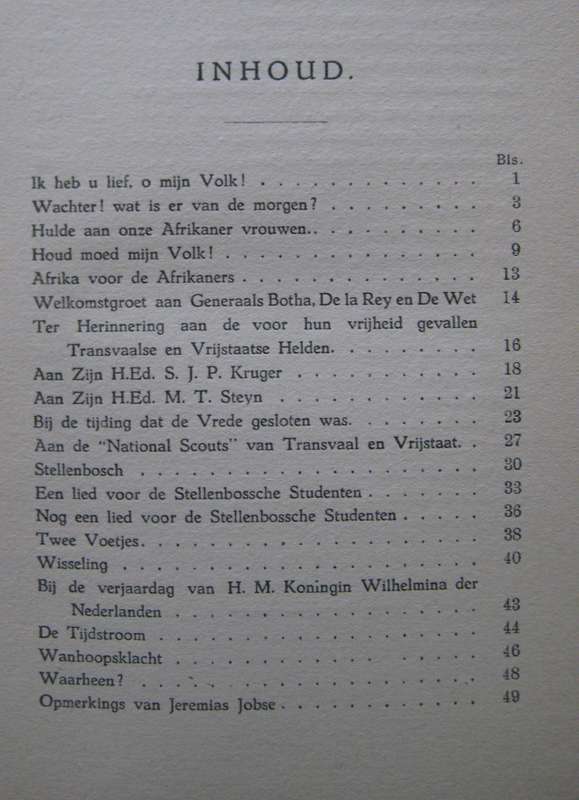 INHOUD.
Bls.
Ik heb u lief, o mijn Volk! . . . . . . . . . . . . . 1
Wachter! wat is er van de morgen? . . . . . . . . . 3
Hulde aan onze Afrikaner vrouwen. . . . . . . . . . 6
Houd moed mijn Volk! . . . . . . . . . . . . . . . 9
Afrika voor de Afrikaners . . . . . . . . . . . . . 13
Welkomstgroet aan Generaals Botha, De la Rey en De Wet 14
Ter Herinnering aan de voor hun vrijheid gevallen
Transvaalse en Vrijstaatse Helden. . . . . . . . . 16
Aan Zijn H.Ed. S. J. P. Kruger . . . . . . . . . . . 18
Aan Zijn H.Ed. M. T. Steyn . . . . . . . . . . . . 21
Bij de tijding dat de Vrede gesloten was. . . . . . . 23
Aan de "National Scouts" van Transvaal en Vrijstaat. . 27
Stellenbosch . . . . . . . . . . . . . . . . . . 30
Een lied voor de Stellenbossche Studenten . . . . . . 33
Nog een lied voor de Stellenbossche Studenten . . . . 36
Twee Voetjes. . . . . . . . . . . . . . . . . . . 38
Wisseling . . . . . . . . . . . . . . . . . . . . 40
Bij de verjaardag van H. M. Koningin Wilhelmina der
Nederlanden . . . . . . . . . . . . . . . . . 43
De Tijdstroom . . . . . . . . . . . . . . . . . . 44
Wanhoopsklacht . . . . . . . . . . . . . . . . . 46
Waarheen? . . . . . . . . . . . . . . . . . . . 48
Opmerkings van Jeremias Jobse . . . . . . . . . . . 49